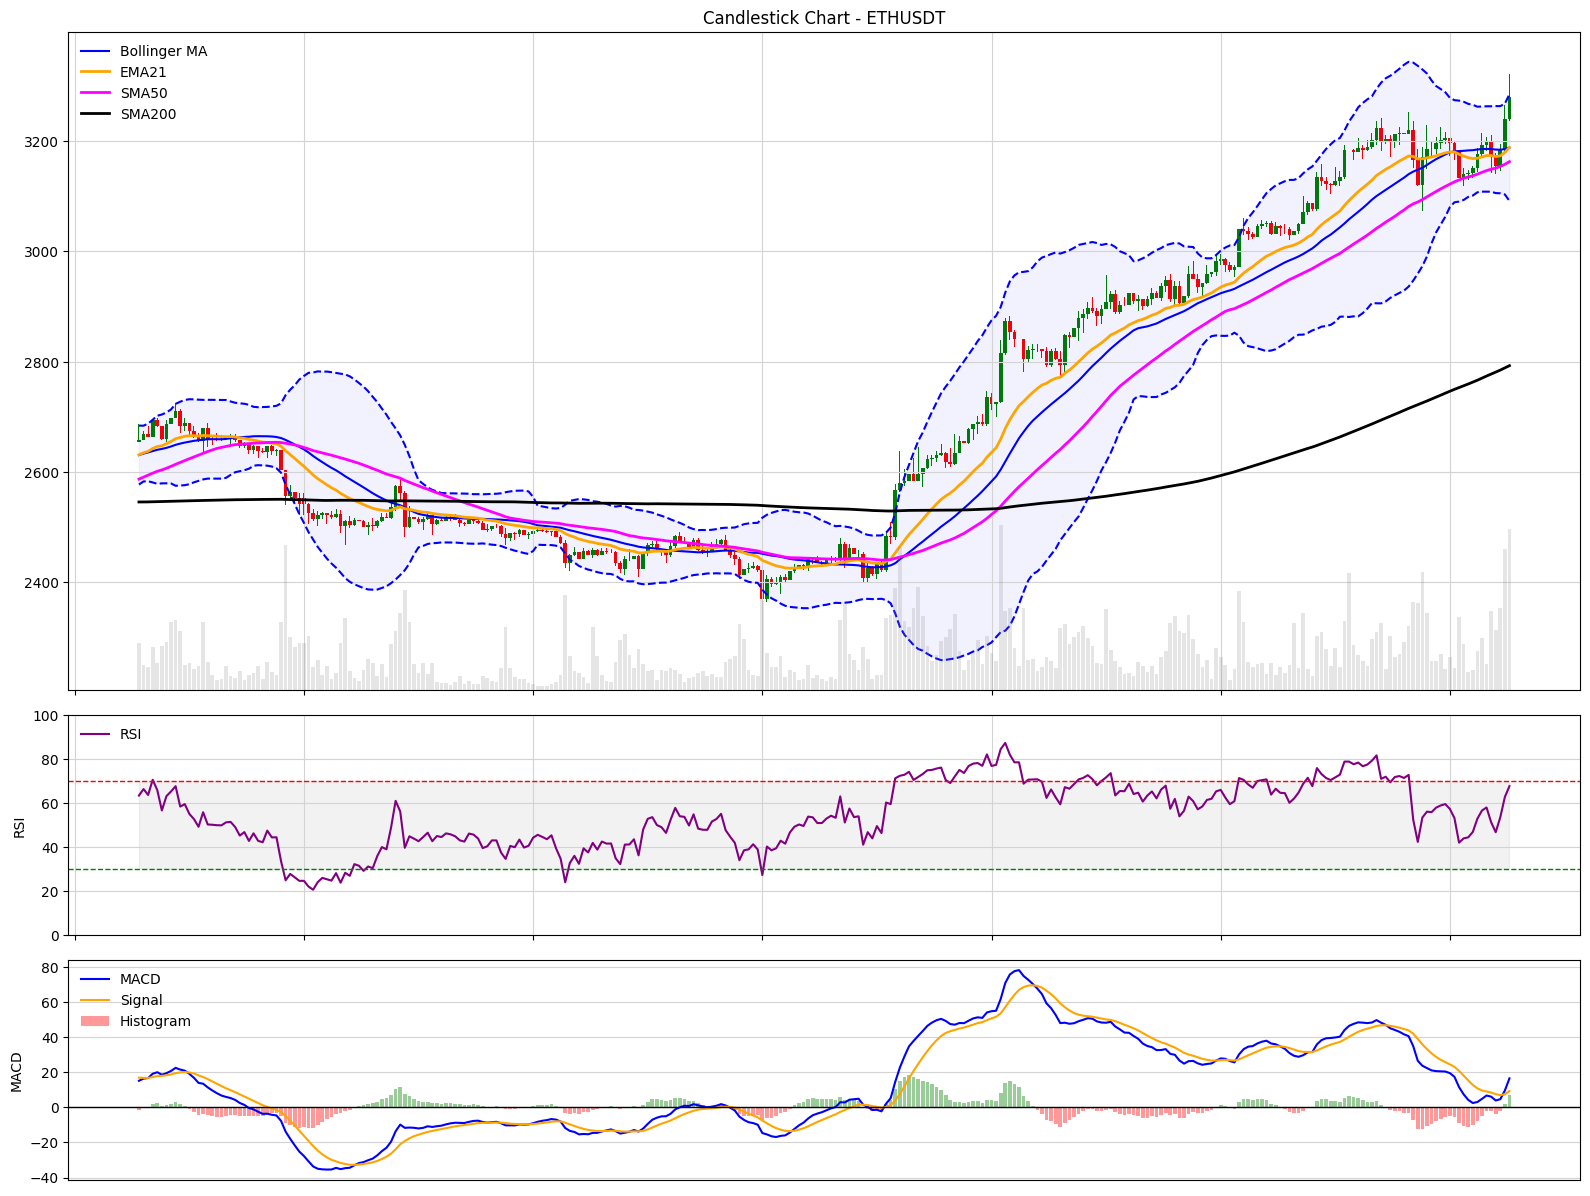 Candlestick Chart - ETHUSDT
Bollinger MA
EMA21
SMA50
SMA200
3200
3000
2800
2600
2400
RSI
RSI
100
80
60
40
20
0
MACD
MACD
Signal
Histogram
80
60
40
20
0
−20
−40